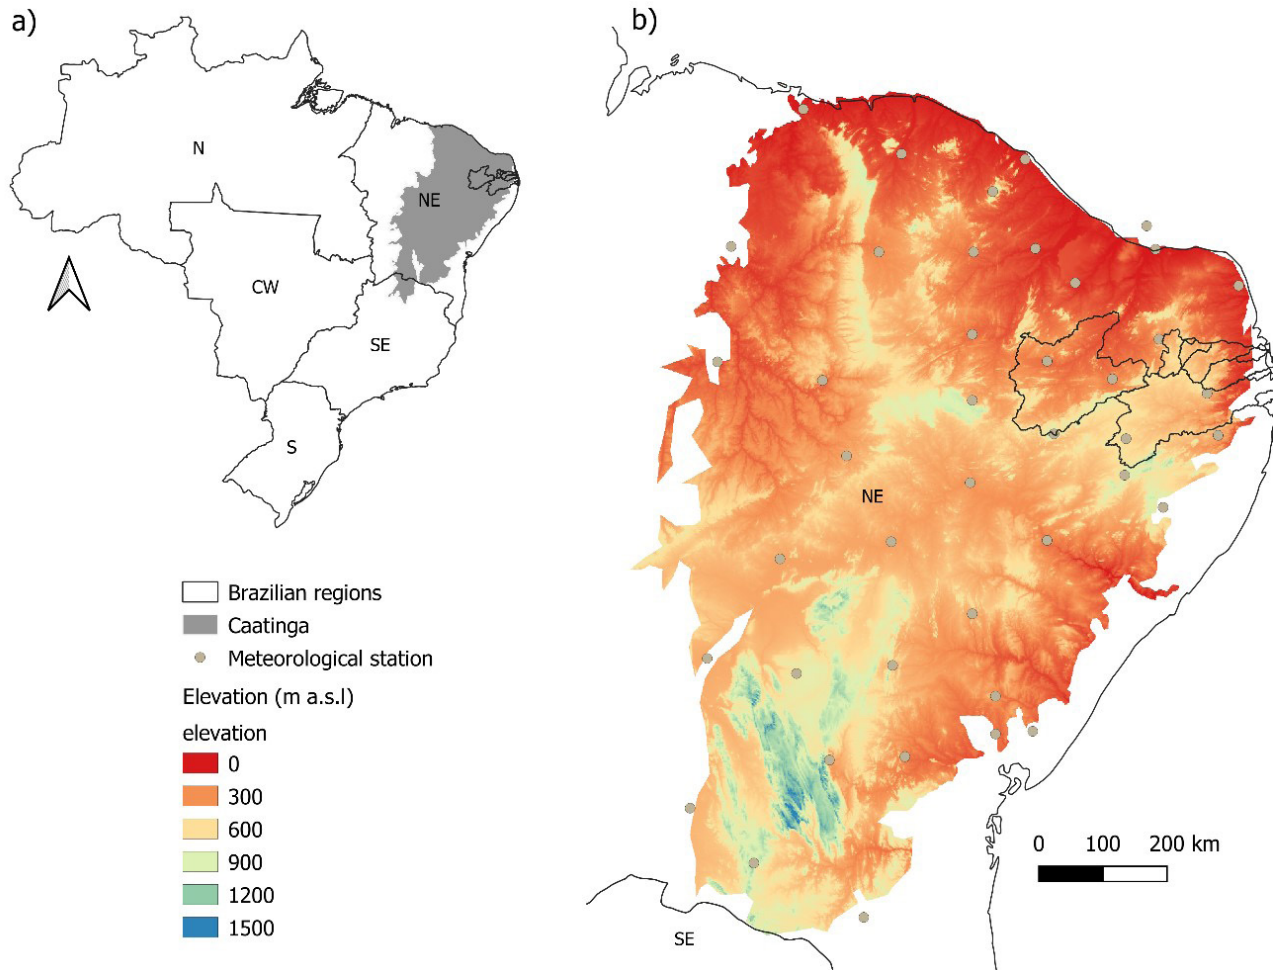 a)
N
NE
CW
SE
S
Brazilian regions
Caatinga
Meteorological station
Elevation (m a.s.l)
elevation
0
300
600
900
1200
1500
b)
NE
0 100 200 km
SE